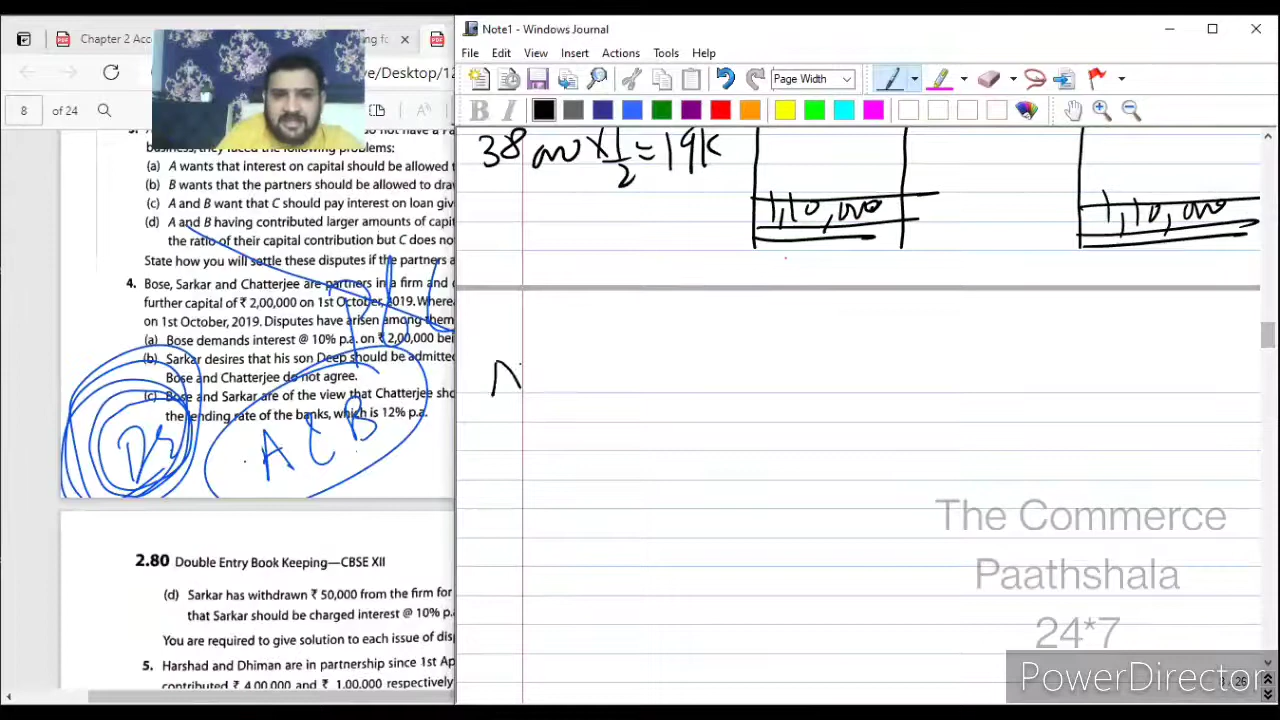 Chapter 2 Acc
Note1 - Windows Journal
File Edit View Insert Actions Tools Help
ve/Desktop/12
Page Width
8 of 24
business, they faced the following problems:
(a) A wants that interest on capital should be allowed t
(b) B wants that the partners should be allowed to dra
(c) A and B want that C should pay interest on loan giv
(d) A and B having contributed larger amounts of capit
the ratio of their capital contribution but C does no
State how you will settle these disputes if the partners a
4. Bose, Sarkar and Chatterjee are partners in a firm and
further capital of ₹ 2,00,000 on 1st October, 2019. Where
on 1st October, 2019. Disputes have arisen among them
(a) Bose demands interest @ 10% p.a. on ₹ 2,00,000 bei
(b) Sarkar desires that his son Deep should be admitted
Bose and Chatterjee do not agree.
(c) Bose and Sarkar are of the view that Chatterjee sho
the lending rate of the banks, which is 12% p.a.
A & B
2.80 Double Entry Book Keeping—CBSE XII
(d) Sarkar has withdrawn ₹ 50,000 from the firm for
that Sarkar should be charged interest @ 10% p.
You are required to give solution to each issue of dis
5. Harshad and Dhiman are in partnership since 1st Ap
contributed ₹ 4,00,000 and ₹ 1,00,000 respectively
38 000 × 1/2 = 19K
1,10,000
1,10,000
The Commerce
Paathshala
24*7
PowerDirector